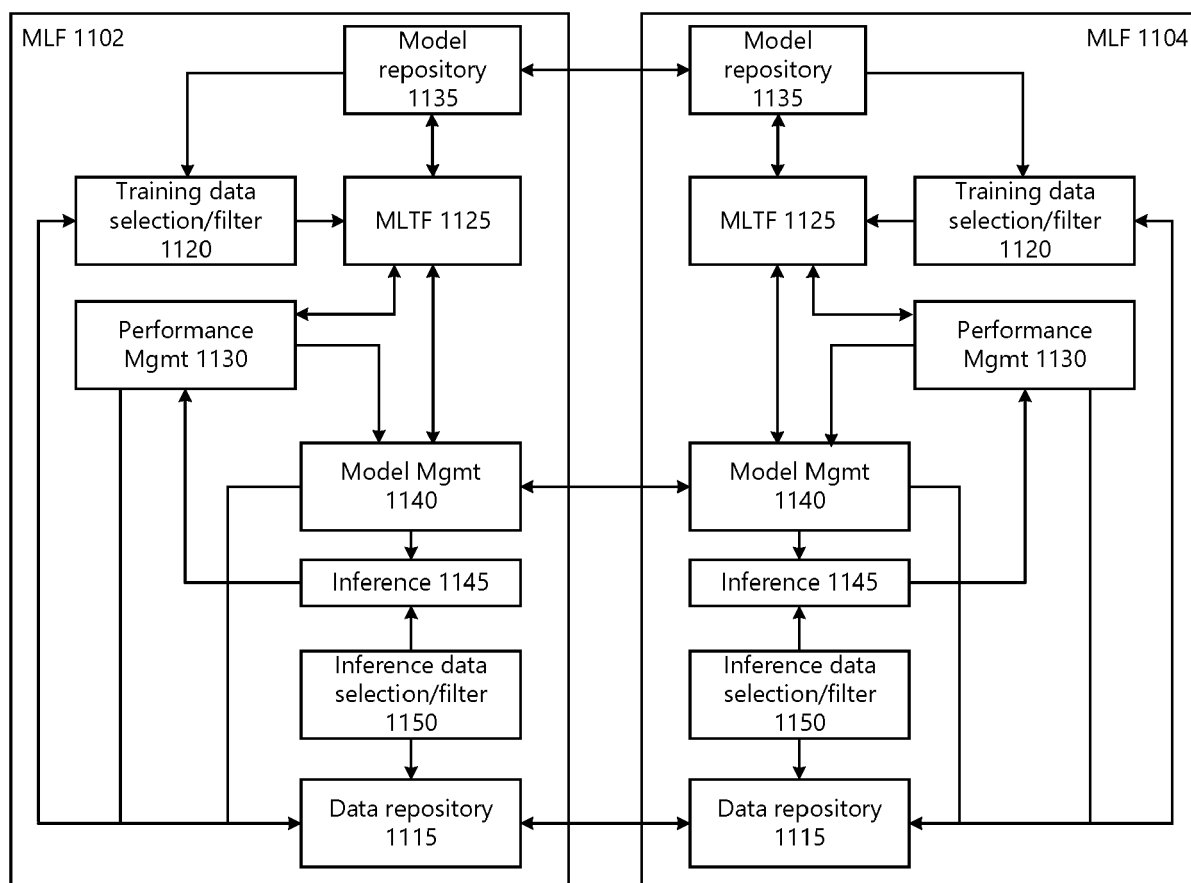 MLF 1102
Model
repository
1135
Training data
selection/filter
1120
MLTF 1125
Performance
Mgmt 1130
Model Mgmt
1140
Inference 1145
Inference data
selection/filter
1150
Data repository
1115
MLF 1104
Model
repository
1135
MLTF 1125
Training data
selection/filter
1120
Performance
Mgmt 1130
Model Mgmt
1140
Inference 1145
Inference data
selection/filter
1150
Data repository
1115